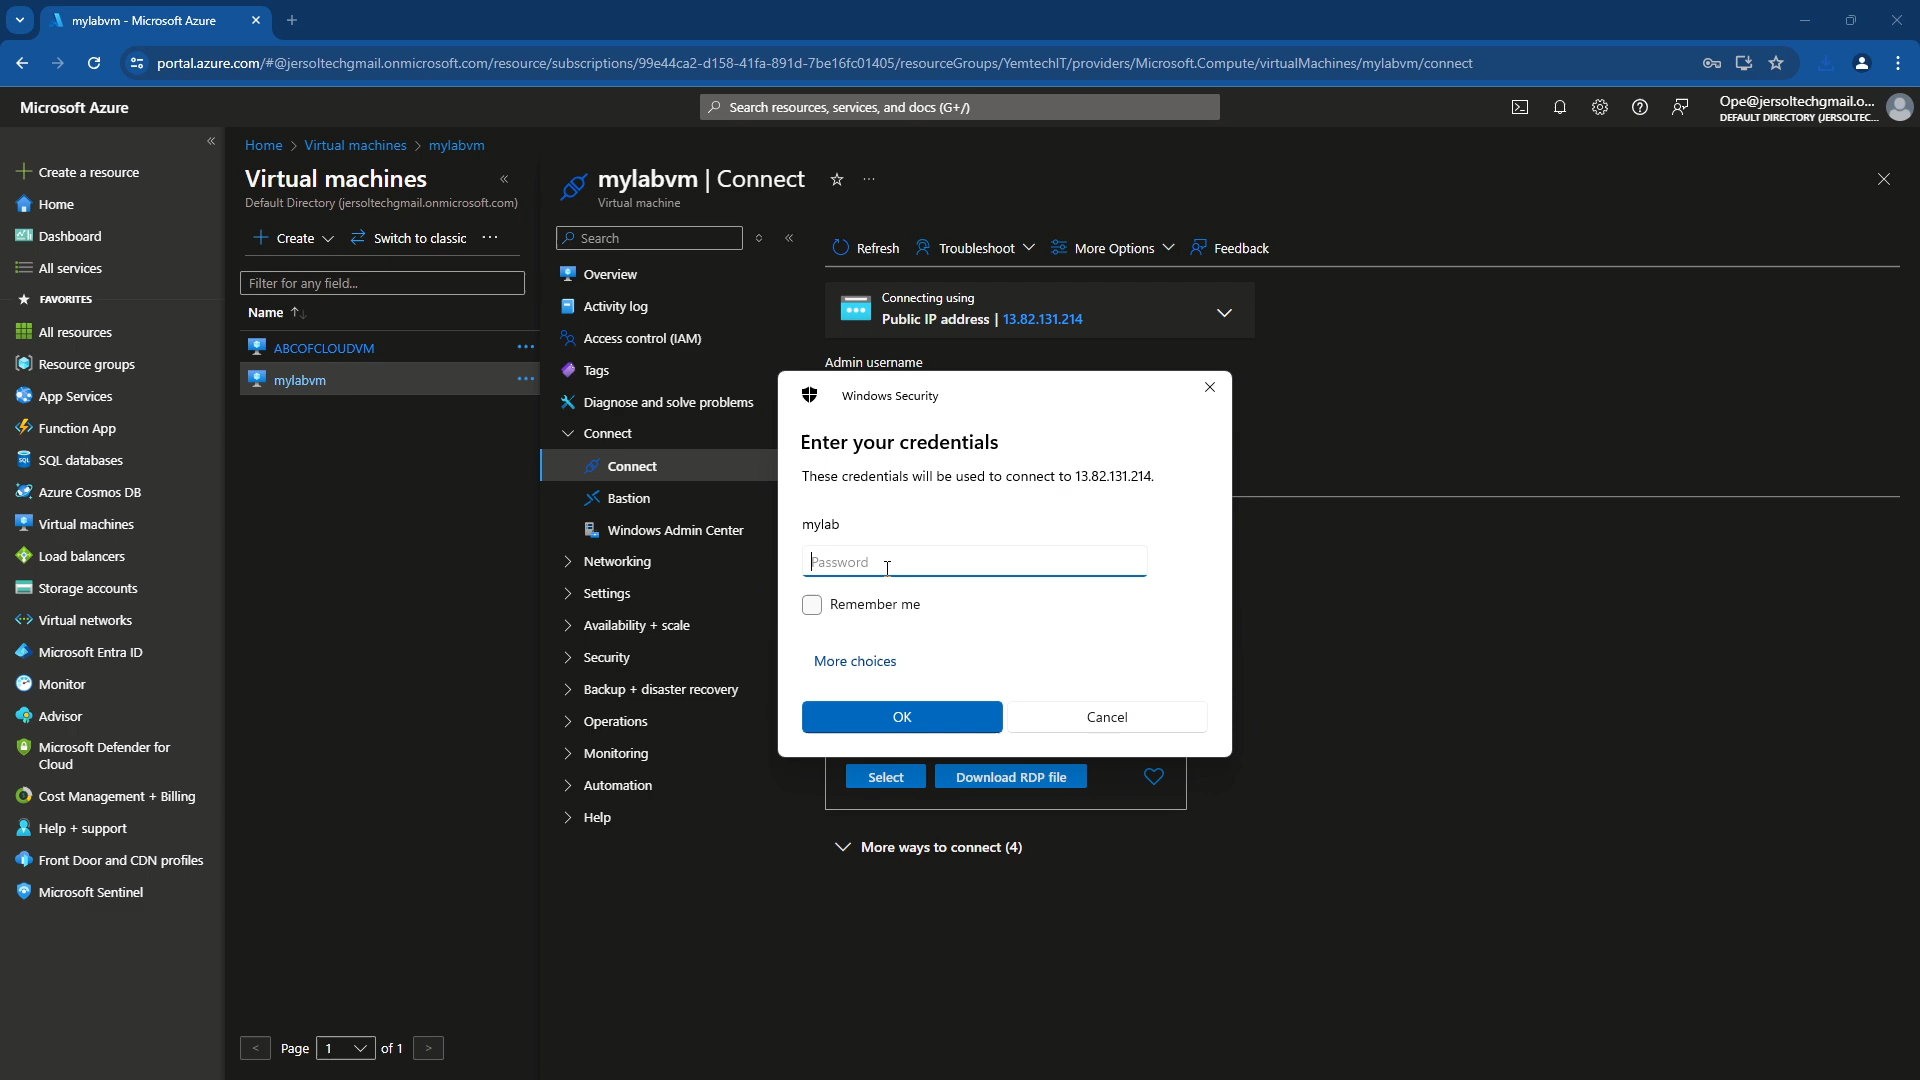 mylabvm - Microsoft Azure
portal.azure.com/#@jersoltechgmail.onmicrosoft.com/resource/subscriptions/99e44ca2-d158-41fa-891d-7be16fc01405/resourceGroups/YemtechIT/providers/Microsoft.Compute/virtualMachines/mylabvm/connect
Microsoft Azure
Search resources, services, and docs (G+/)
Ope@jersoltechgmail.o...
DEFAULT DIRECTORY (JERSOLTEC...
Create a resource
Home
Dashboard
All services
FAVORITES
All resources
Resource groups
App Services
Function App
SQL databases
Azure Cosmos DB
Virtual machines
Load balancers
Storage accounts
Virtual networks
Microsoft Entra ID
Monitor
Advisor
Microsoft Defender for
Cloud
Cost Management + Billing
Help + support
Front Door and CDN profiles
Microsoft Sentinel
Home > Virtual machines > mylabvm
Virtual machines
Default Directory (jersoltechgmail.onmicrosoft.com)
Create
Switch to classic
Filter for any field...
Name
ABCOFCLOUDVM
mylabvm
Page 1 of 1
mylabvm | Connect
Virtual machine
Search
Overview
Activity log
Access control (IAM)
Tags
Diagnose and solve problems
Connect
Connect
Bastion
Windows Admin Center
Networking
Settings
Availability + scale
Security
Backup + disaster recovery
Operations
Monitoring
Automation
Help
Refresh
Troubleshoot
More Options
Feedback
Connecting using
Public IP address | 13.82.131.214
Admin username
Windows Security
Enter your credentials
These credentials will be used to connect to 13.82.131.214.
mylab
Password
Remember me
More choices
OK
Cancel
Select
Download RDP file
More ways to connect (4)